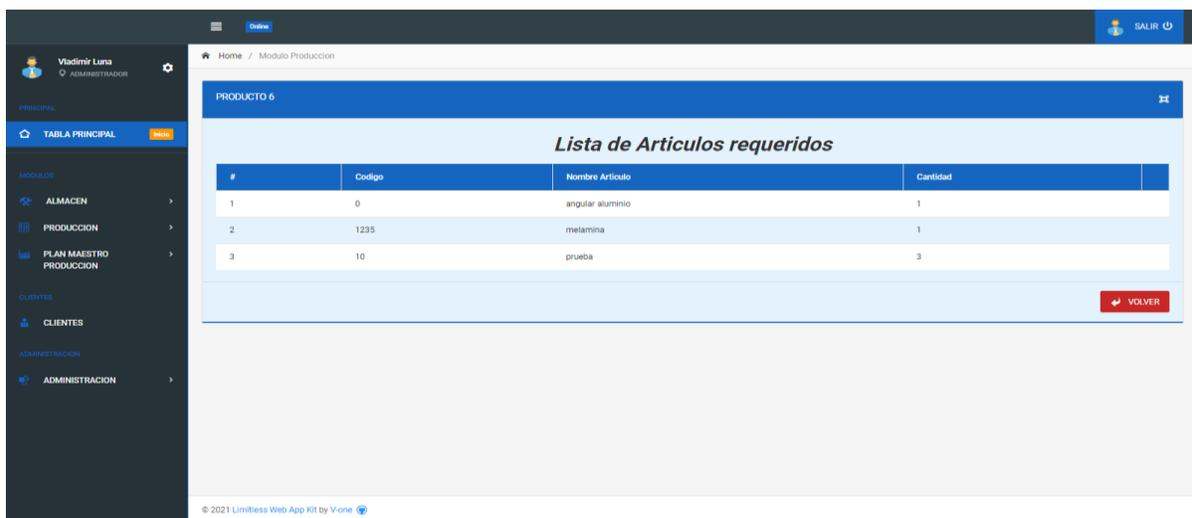 Online
SALIR
Vladimir Luna
ADMINISTRADOR
PRINCIPAL
TABLA PRINCIPAL Inicio
MODULOS
ALMACEN
PRODUCCION
PLAN MAESTRO
PRODUCCION
CLIENTES
CLIENTES
ADMINISTRACION
ADMINISTRACION
Home / Modulo Produccion
PRODUCTO 6
Lista de Articulos requeridos
# Codigo Nombre Articulo Cantidad
1 0 angular aluminio 1
2 1235 melamina 1
3 10 prueba 3
VOLVER
© 2021 Limitless Web App Kit by V-one